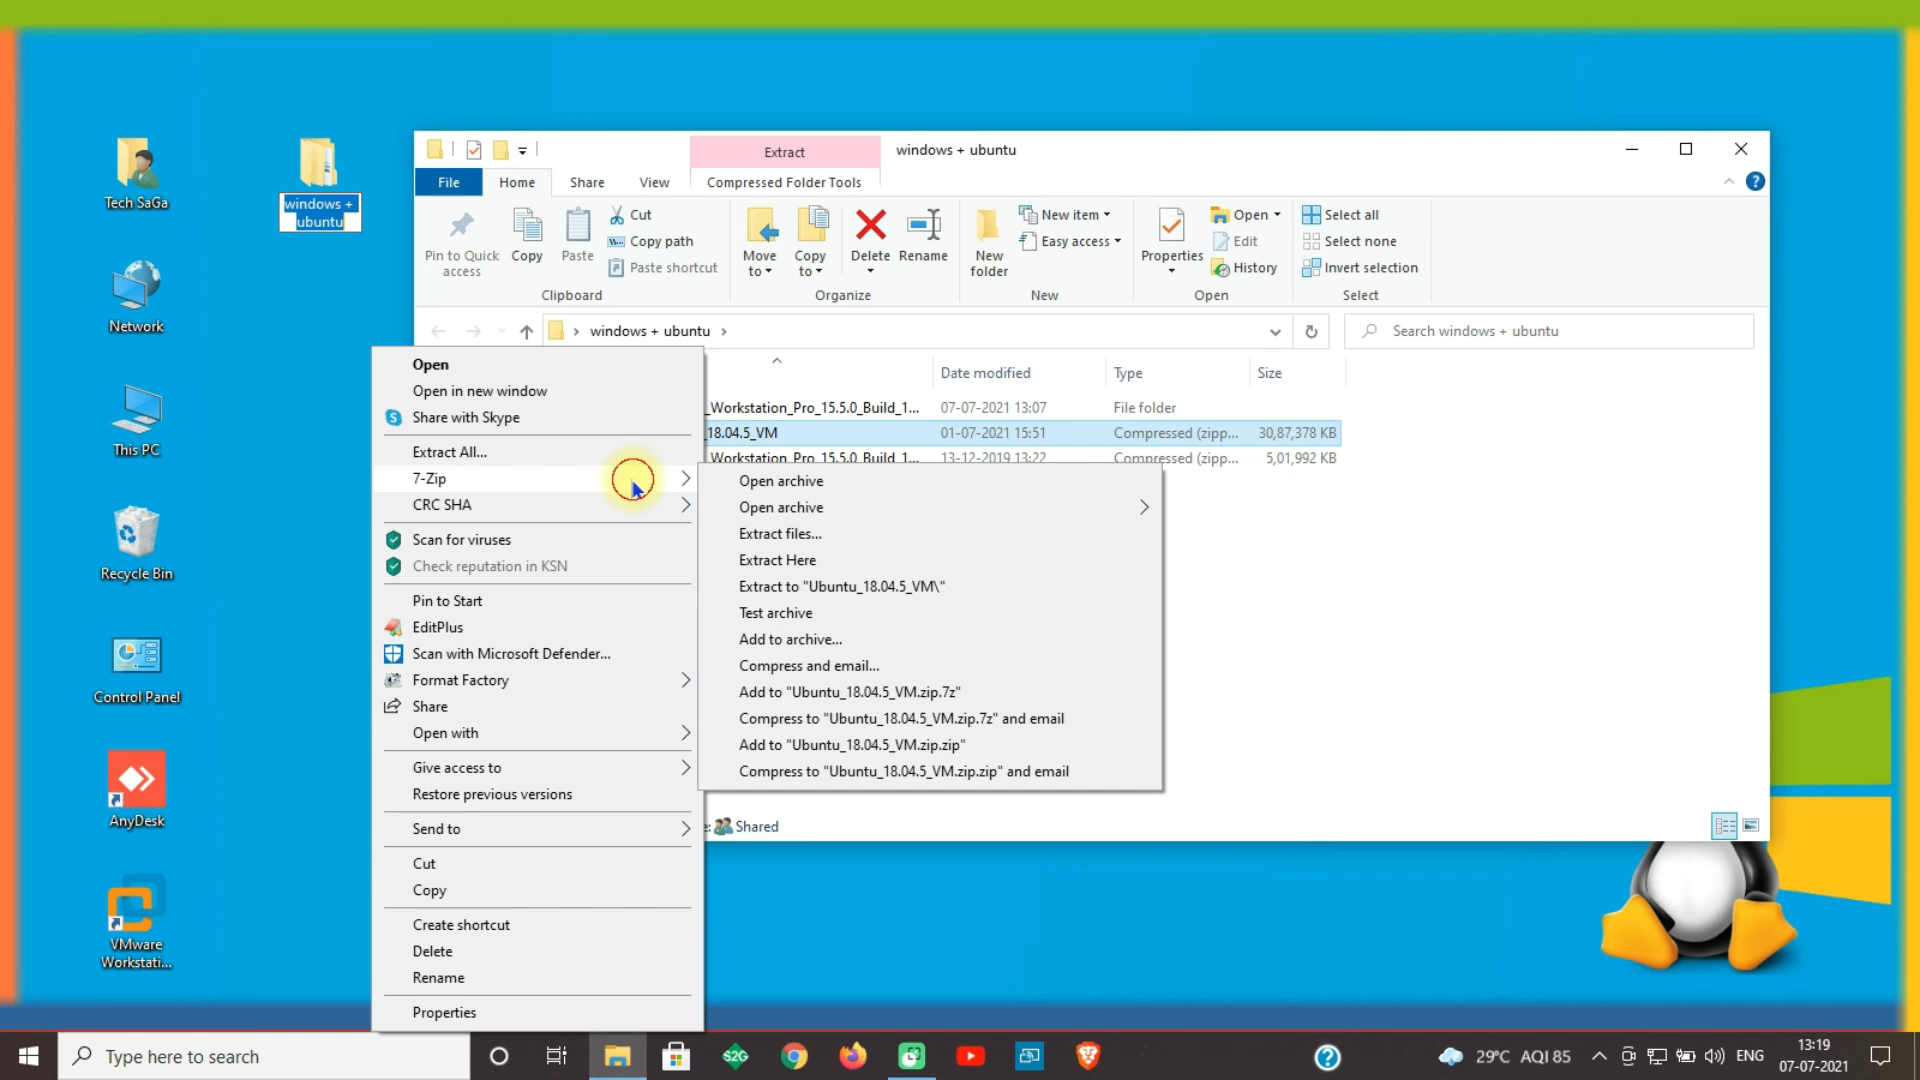 Tech SaGa
Network
This PC
Recycle Bin
Control Panel
AnyDesk
VMware
Workstati...
windows +
ubuntu
Extract
windows + ubuntu
File
Home
Share
View
Compressed Folder Tools
Pin to Quick
access
Copy
Paste
Cut
Copy path
Paste shortcut
Clipboard
Move
to
Copy
to
Delete
Rename
Organize
New
folder
New item
Easy access
New
Properties
Open
Edit
History
Open
Select all
Select none
Invert selection
Select
windows + ubuntu
Search windows + ubuntu
Date modified
Type
Size
_Workstation_Pro_15.5.0_Build_1... 07-07-2021 13:07 File folder
18.04.5_VM 01-07-2021 15:51 Compressed (zipp... 30,87,378 KB
Workstation_Pro_15.5.0_Build_1... 13-12-2019 13:22 Compressed (zipp... 5,01,992 KB
Shared
Open
Open in new window
Share with Skype
Extract All...
7-Zip
CRC SHA
Scan for viruses
Check reputation in KSN
Pin to Start
EditPlus
Scan with Microsoft Defender...
Format Factory
Share
Open with
Give access to
Restore previous versions
Send to
Cut
Copy
Create shortcut
Delete
Rename
Properties
Open archive
Open archive
Extract files...
Extract Here
Extract to "Ubuntu_18.04.5_VM\"
Test archive
Add to archive...
Compress and email...
Add to "Ubuntu_18.04.5_VM.zip.7z"
Compress to "Ubuntu_18.04.5_VM.zip.7z" and email
Add to "Ubuntu_18.04.5_VM.zip.zip"
Compress to "Ubuntu_18.04.5_VM.zip.zip" and email
Type here to search
S2G
29°C AQI 85
ENG
13:19
07-07-2021